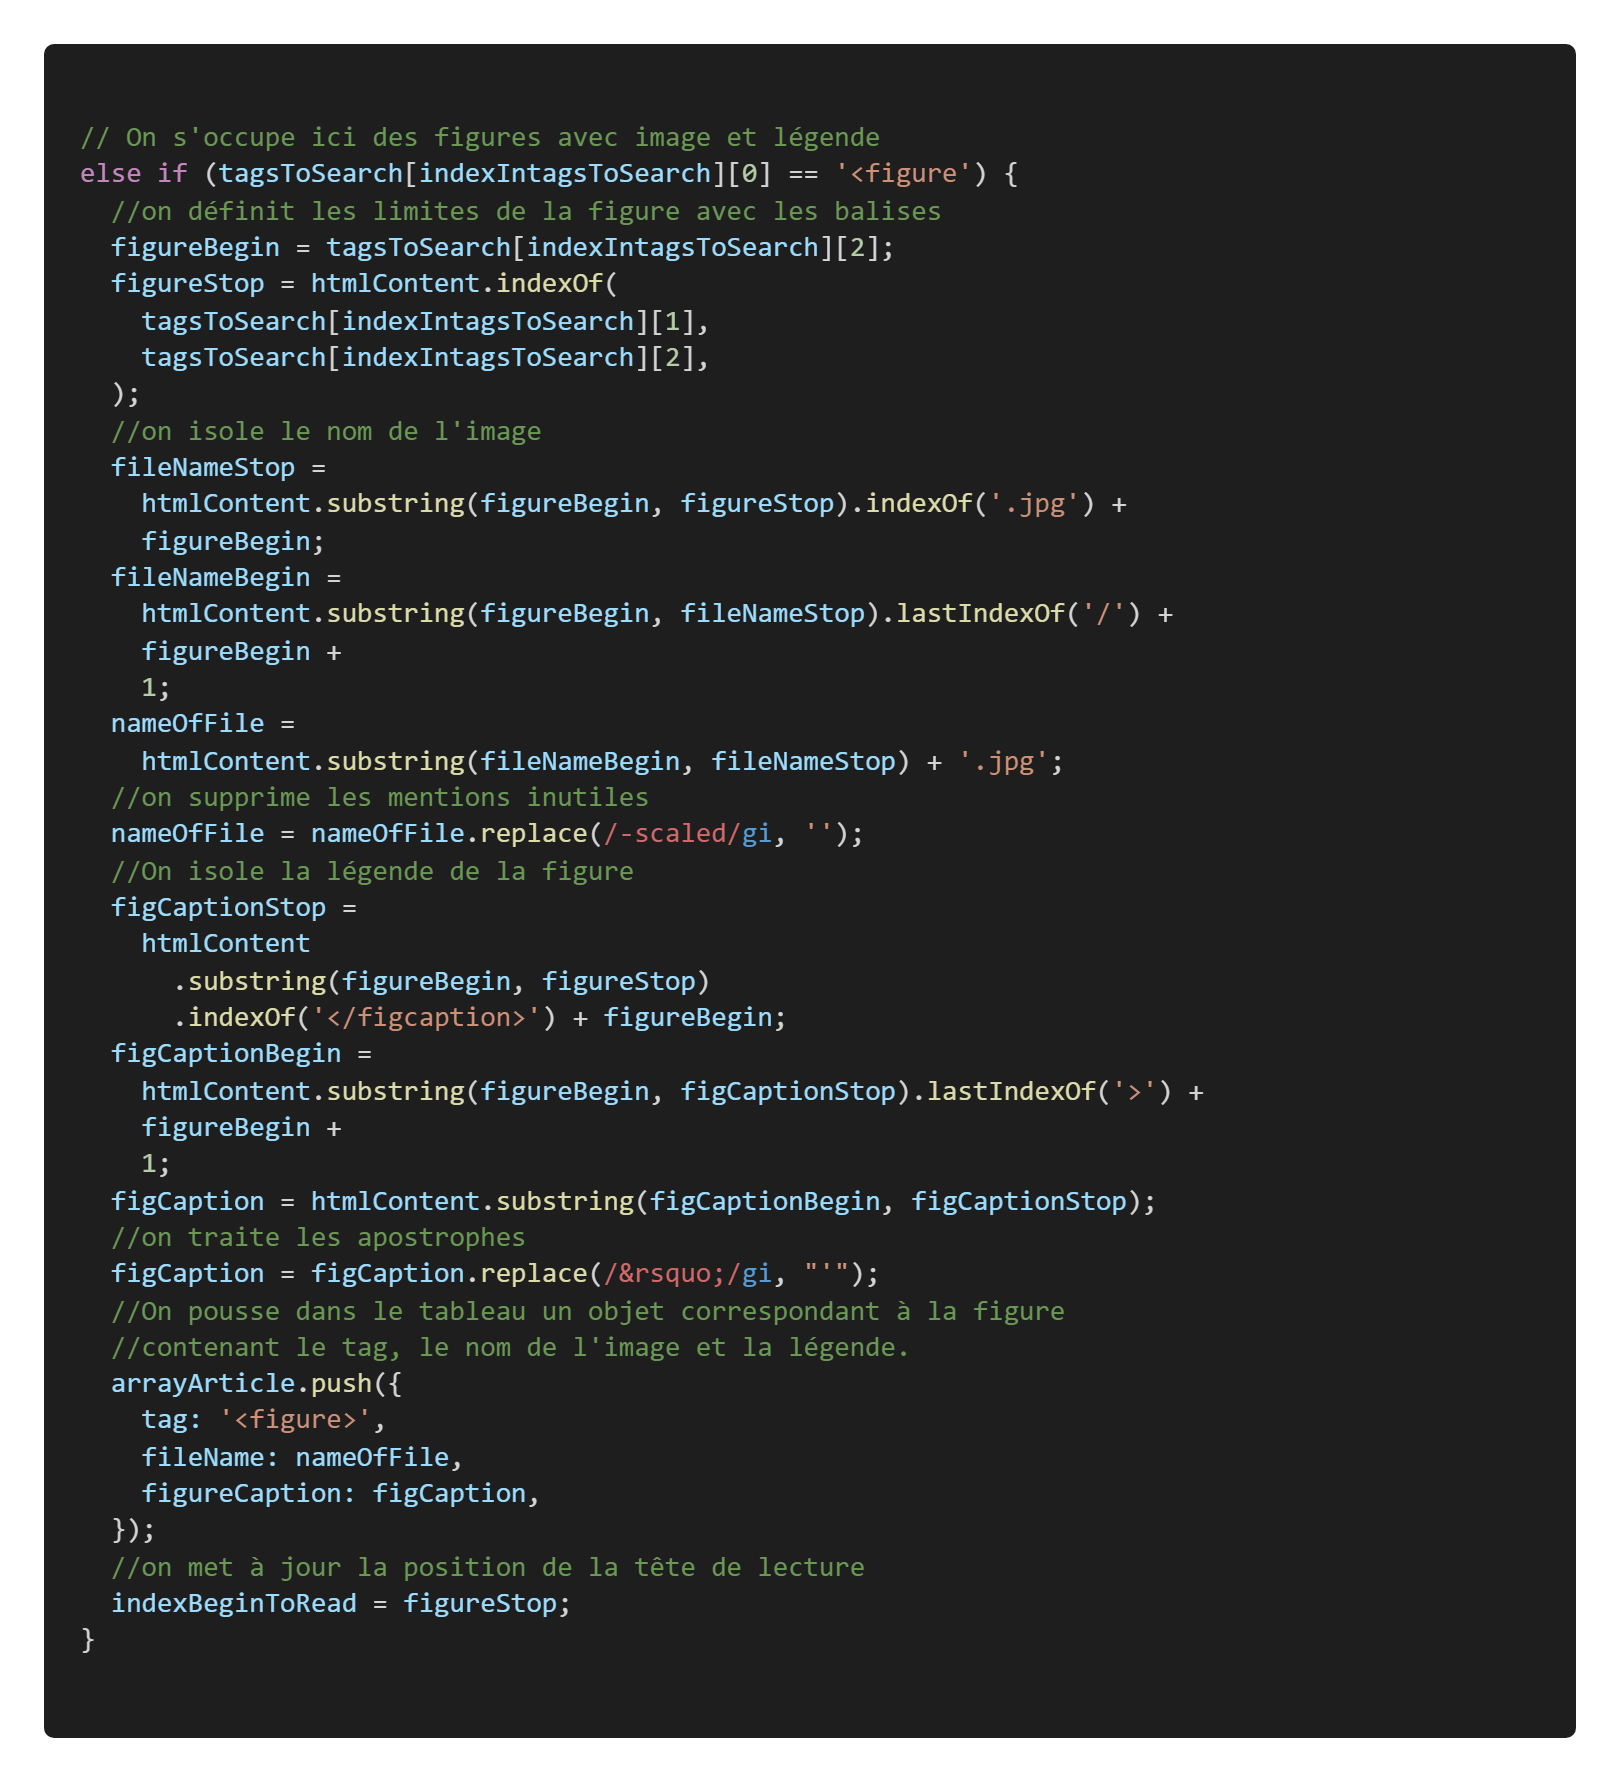 // On s'occupe ici des figures avec image et légende
else if (tagsToSearch[indexIntagsToSearch][0] == '<figure') {
  //on définit les limites de la figure avec les balises
  figureBegin = tagsToSearch[indexIntagsToSearch][2];
  figureStop = htmlContent.indexOf(
    tagsToSearch[indexIntagsToSearch][1],
    tagsToSearch[indexIntagsToSearch][2],
  );
  //on isole le nom de l'image
  fileNameStop =
    htmlContent.substring(figureBegin, figureStop).indexOf('.jpg') +
    figureBegin;
  fileNameBegin =
    htmlContent.substring(figureBegin, fileNameStop).lastIndexOf('/') +
    figureBegin +
    1;
  nameOfFile =
    htmlContent.substring(fileNameBegin, fileNameStop) + '.jpg';
  //on supprime les mentions inutiles
  nameOfFile = nameOfFile.replace(/-scaled/gi, '');
  //On isole la légende de la figure
  figCaptionStop =
    htmlContent
      .substring(figureBegin, figureStop)
      .indexOf('</figcaption>') + figureBegin;
  figCaptionBegin =
    htmlContent.substring(figureBegin, figCaptionStop).lastIndexOf('>') +
    figureBegin +
    1;
  figCaption = htmlContent.substring(figCaptionBegin, figCaptionStop);
  //on traite les apostrophes
  figCaption = figCaption.replace(/&rsquo;/gi, "'");
  //On pousse dans le tableau un objet correspondant à la figure
  //contenant le tag, le nom de l'image et la légende.
  arrayArticle.push({
    tag: '<figure>',
    fileName: nameOfFile,
    figureCaption: figCaption,
  });
  //on met à jour la position de la tête de lecture
  indexBeginToRead = figureStop;
}